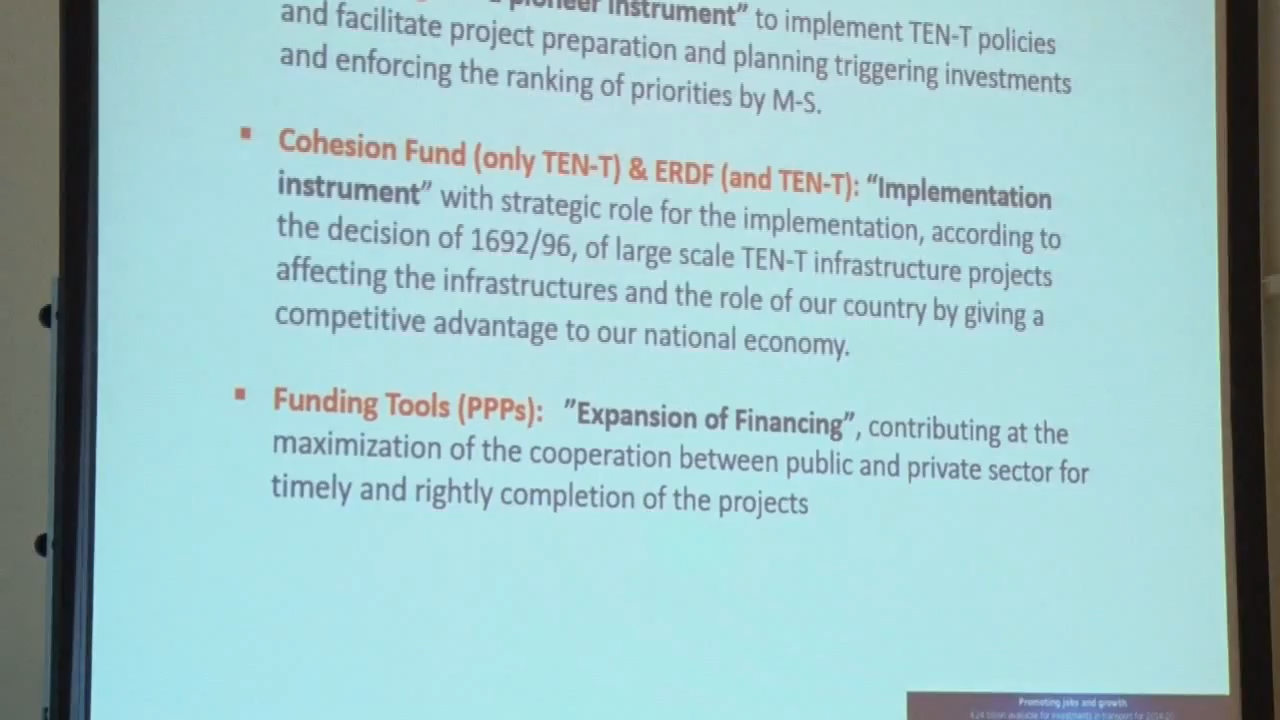 pioneer instrument” to implement TEN-T policies
and facilitate project preparation and planning triggering investments
and enforcing the ranking of priorities by M-S.
▪ Cohesion Fund (only TEN-T) & ERDF (and TEN-T): “Implementation
instrument” with strategic role for the implementation, according to
the decision of 1692/96, of large scale TEN-T infrastructure projects
affecting the infrastructures and the role of our country by giving a
competitive advantage to our national economy.
▪ Funding Tools (PPPs): ”Expansion of Financing”, contributing at the
maximization of the cooperation between public and private sector for
timely and rightly completion of the projects
Promoting jobs and growth